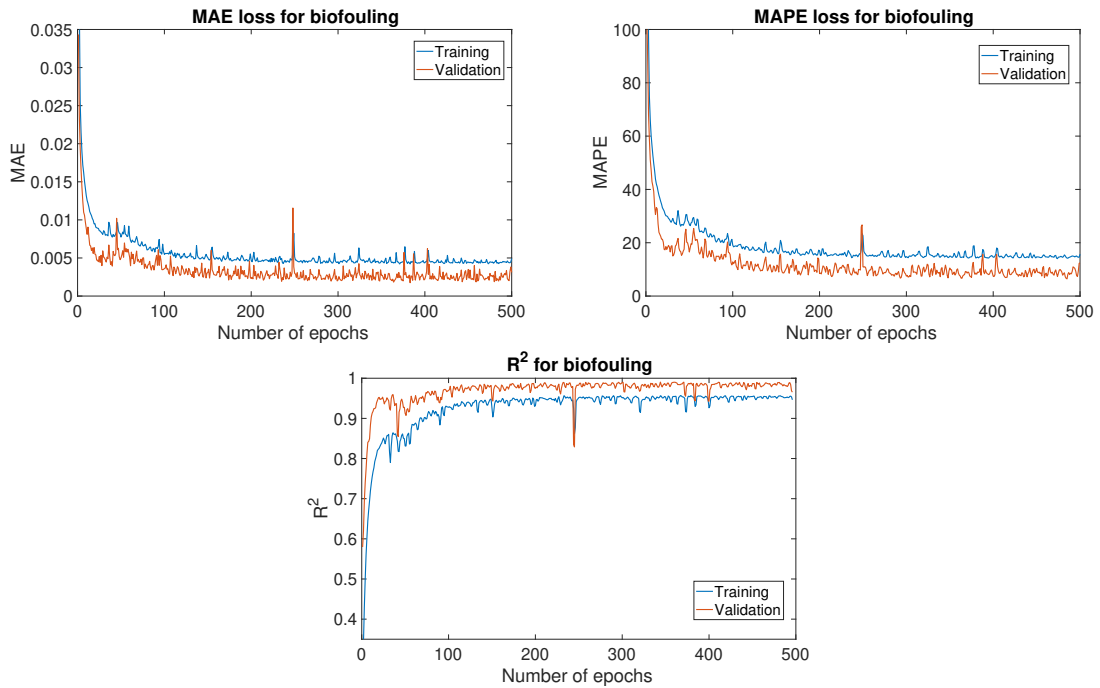 MAE loss for biofouling
0.035
0.03
0.025
0.02
0.015
0.01
0.005
0
MAE
0 100 200 300 400 500
Number of epochs
Training
Validation
MAPE loss for biofouling
100
80
60
40
20
0
MAPE
0 100 200 300 400 500
Number of epochs
Training
Validation
R² for biofouling
1
0.9
0.8
0.7
0.6
0.5
0.4
R²
0 100 200 300 400 500
Number of epochs
Training
Validation